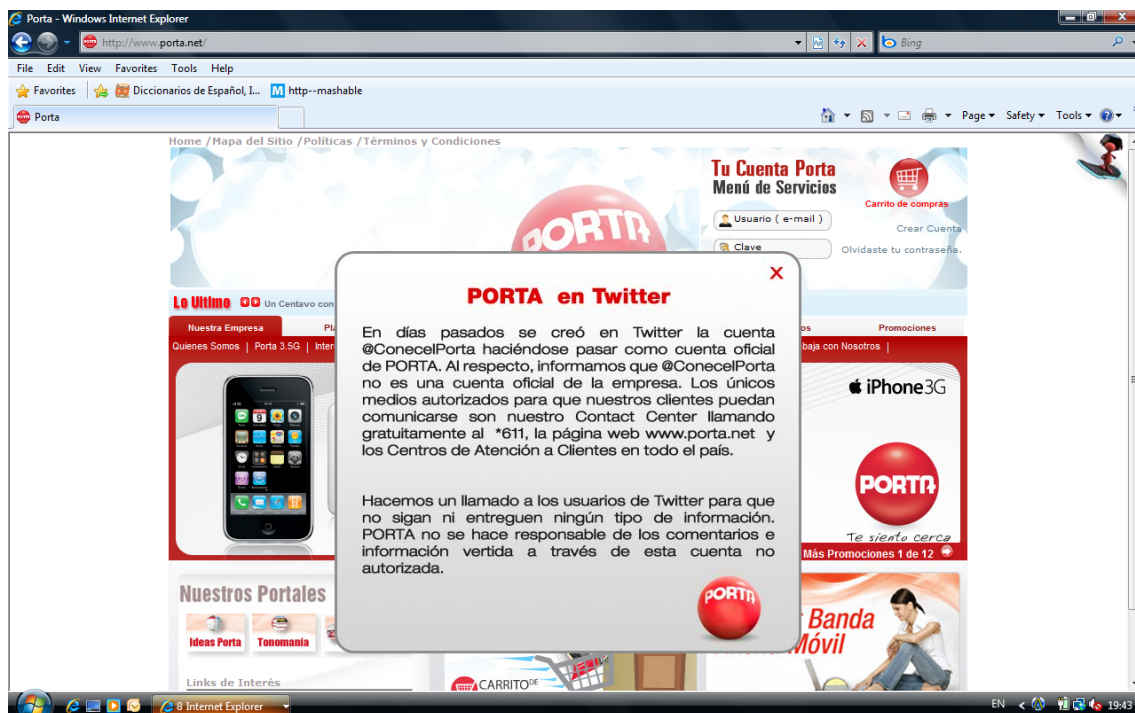 Porta - Windows Internet Explorer
http://www.porta.net/
Bing
File Edit View Favorites Tools Help
Favorites Diccionarios de Español, I... http--mashable
Porta
Page Safety Tools
Home /Mapa del Sitio /Políticas /Términos y Condiciones
PORTA
Tu Cuenta Porta
Menú de Servicios
Carrito de compras
Usuario ( e-mail )
Crear Cuenta
Clave
Olvidaste tu contraseña.
Lo Ultimo Un Centavo con
Nuestra Empresa
Promociones
Quienes Somos | Porta 3.5G |
baja con Nosotros |
X
PORTA en Twitter
En días pasados se creó en Twitter la cuenta
@ConecelPorta haciéndose pasar como cuenta oficial
de PORTA. Al respecto, informamos que @ConecelPorta
no es una cuenta oficial de la empresa. Los únicos
medios autorizados para que nuestros clientes puedan
comunicarse son nuestro Contact Center llamando
gratuitamente al *611, la página web www.porta.net y
los Centros de Atención a Clientes en todo el país.
Hacemos un llamado a los usuarios de Twitter para que
no sigan ni entreguen ningún tipo de información.
PORTA no se hace responsable de los comentarios e
información vertida a través de esta cuenta no
autorizada.
PORTA
iPhone 3G
PORTA
Te siento cerca
Más Promociones 1 de 12
Nuestros Portales
Ideas Porta Tonomanía
Links de Interés
CARRITO DE
Banda
Móvil
8 Internet Explorer
EN
19:43